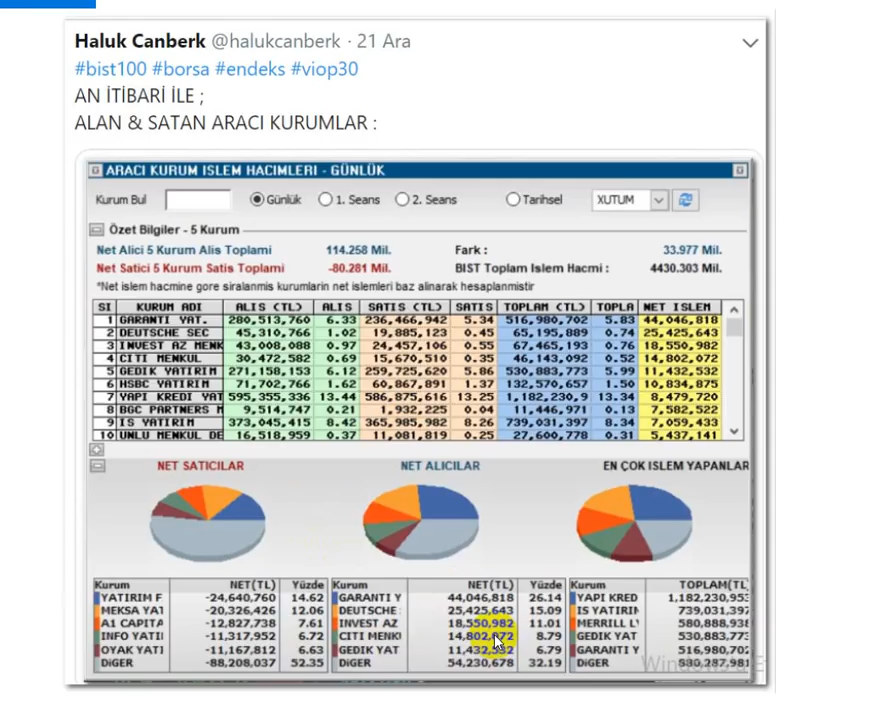 Haluk Canberk @halukcanberk · 21 Ara
#bist100 #borsa #endeks #viop30
AN İTİBARİ İLE ;
ALAN & SATAN ARACI KURUMLAR :
ARACI KURUM ISLEM HACIMLERI - GÜNLÜK
Kurum Bul Günlük 1. Seans 2. Seans Tarihsel XUTUM
Özet Bilgiler - 5 Kurum
Net Alici 5 Kurum Alis Toplami 114.258 Mil. Fark : 33.977 Mil.
Net Satici 5 Kurum Satis Toplami -80.281 Mil. BIST Toplam Islem Hacmi : 4430.303 Mil.
*Net islem hacmine gore siralanmis kurumlarin net islemleri baz alinarak hesaplanmistir
SI KURUM ADI ALIS (TL) ALIS SATIS (TL) SATIS TOPLAM (TL) TOPLA NET ISLEM
1 GARANTI YAT. 280,513,760 6.33 236,466,942 5.34 516,980,702 5.83 44,046,818
2 DEUTSCHE SEC 45,310,766 1.02 19,885,123 0.45 65,195,889 0.74 25,425,643
3 INVEST AZ MENK 43,008,088 0.97 24,457,106 0.55 67,465,193 0.76 18,550,982
4 CITI MENKUL 30,472,582 0.69 15,670,510 0.35 46,143,092 0.52 14,802,072
5 GEDIK YATIRIM 271,158,153 6.12 259,725,620 5.86 530,883,773 5.99 11,432,532
6 HSBC YATIRIM 71,702,766 1.62 60,867,891 1.37 132,570,657 1.50 10,834,875
7 YAPI KREDI YAT 595,355,336 13.44 586,875,616 13.25 1,182,230,9 13.34 8,479,720
8 BGC PARTNERS M 9,514,747 0.21 1,932,225 0.04 11,446,971 0.13 7,582,522
9 IS YATIRIM 373,045,415 8.42 365,985,982 8.26 739,031,397 8.34 7,059,433
10 UNLU MENKUL DE 16,518,959 0.37 11,081,819 0.25 27,600,778 0.31 5,437,141
NET SATICILAR NET ALICILAR EN ÇOK ISLEM YAPANLAR
Kurum NET(TL) Yüzde Kurum NET(TL) Yüzde Kurum TOPLAM(TL
YATIRIM F -24,640,760 14.62 GARANTI Y 44,046,818 26.14 YAPI KRED 1,182,230,953
MEKSA YAT -20,326,426 12.06 DEUTSCHE 25,425,643 15.09 IS YATIRIM 739,031,397
A1 CAPITA -12,827,738 7.61 INVEST AZ 18,550,982 11.01 MERRILL LY 580,888,938
INFO YATII -11,317,952 6.72 CITI MENKI 14,802,072 8.79 GEDIK YAT 530,883,773
OYAK YATI -11,167,812 6.63 GEDIK YAT 11,432,532 6.79 GARANTI Y 516,980,702
DiGER -88,208,037 52.35 DiGER 54,230,678 32.19 DiGER 880,287,981